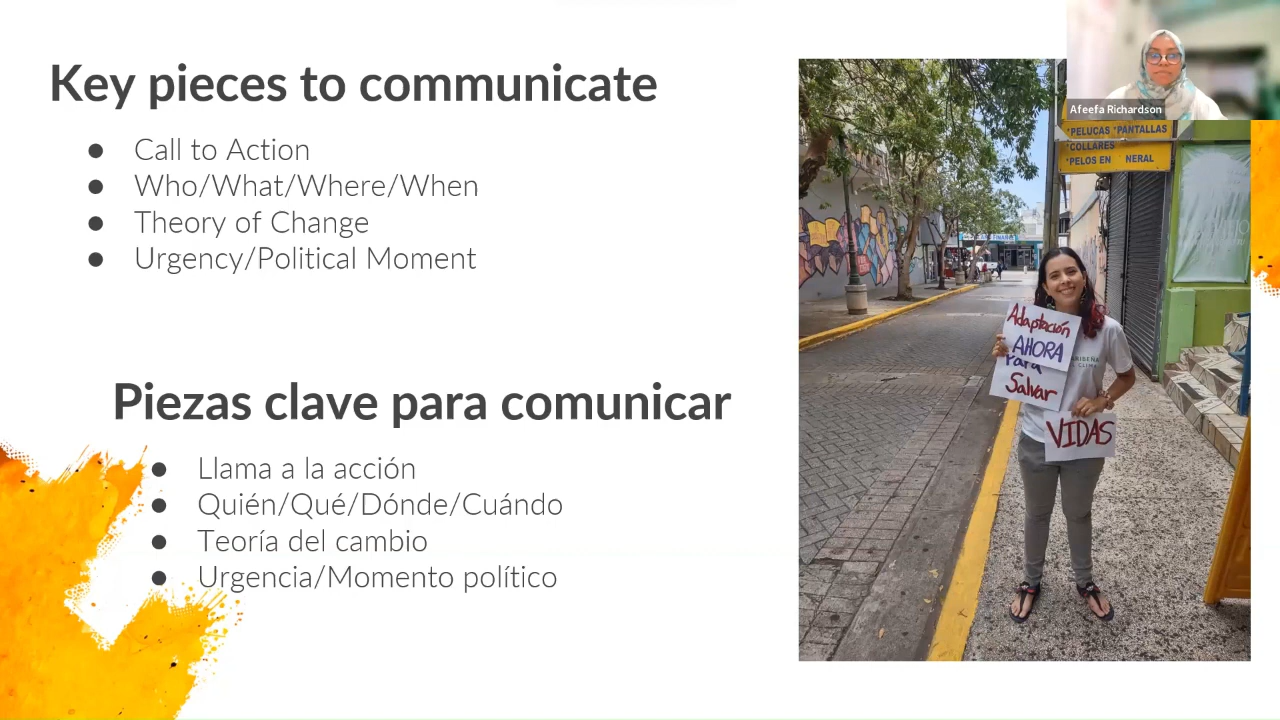 Key pieces to communicate
● Call to Action
● Who/What/Where/When
● Theory of Change
● Urgency/Political Moment
Piezas clave para comunicar
● Llama a la acción
● Quién/Qué/Dónde/Cuándo
● Teoría del cambio
● Urgencia/Momento político
Afeefa Richardson
*PELUCAS *PANTALLAS
*COLLARES
*PELOS EN NERAL
Adaptación
AHORA
Para
Salvar
VIDAS